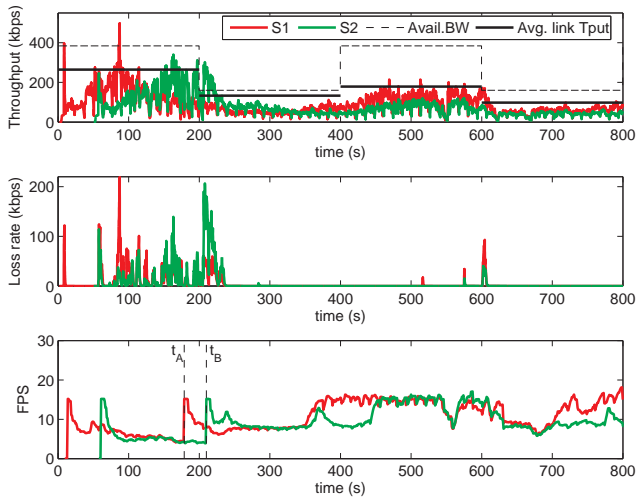 S1 S2 Avail.BW Avg. link Tput
Throughput (kbps)
400
200
0
0 100 200 300 400 500 600 700 800
time (s)
Loss rate (kbps)
200
100
0
0 100 200 300 400 500 600 700 800
time (s)
FPS
30
20
10
0
t_A t_B
0 100 200 300 400 500 600 700 800
time (s)